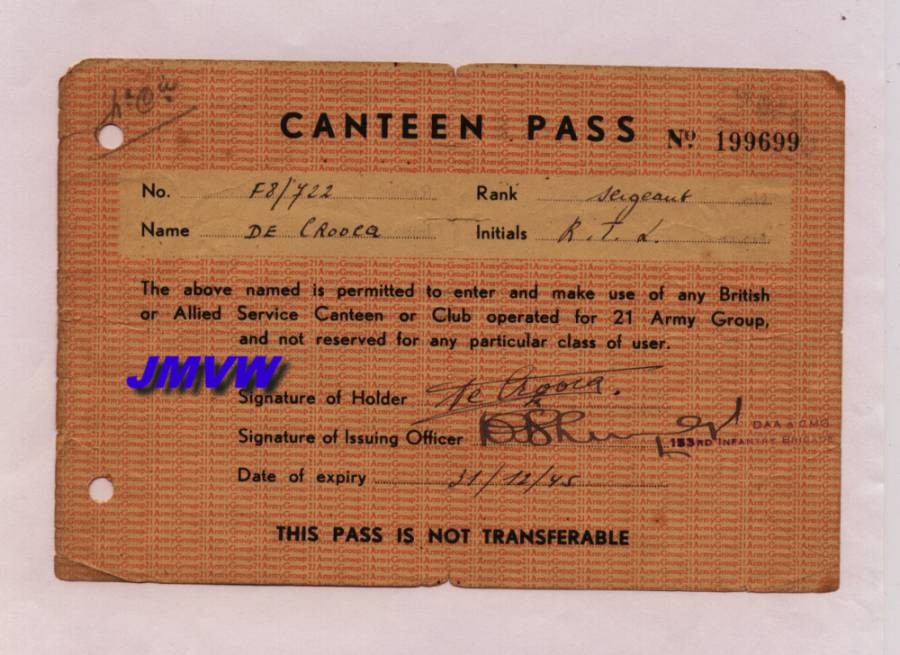 CANTEEN PASS Nº 199699
No. F8/722 Rank Sergeant
Name DE CROOCQ Initials R. T. L.
The above named is permitted to enter and make use of any British
or Allied Service Canteen or Club operated for 21 Army Group,
and not reserved for any particular class of user.
JMVW
Signature of Holder De Croocq.
Signature of Issuing Officer
DAA & QMG
153RD INFANTRY BRIGADE
Date of expiry 31/12/45
THIS PASS IS NOT TRANSFERABLE